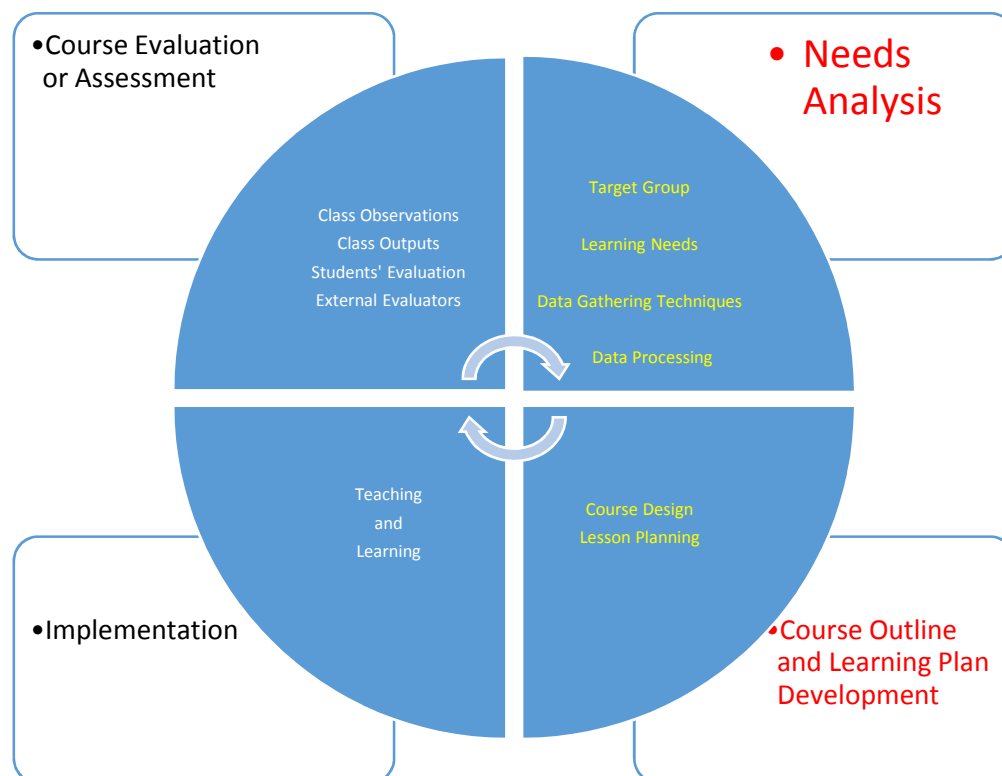 •Course Evaluation
or Assessment
• Needs
Analysis
Class Observations
Class Outputs
Students' Evaluation
External Evaluators
Target Group
Learning Needs
Data Gathering Techniques
Data Processing
Teaching
and
Learning
Course Design
Lesson Planning
•Implementation
•Course Outline
and Learning Plan
Development